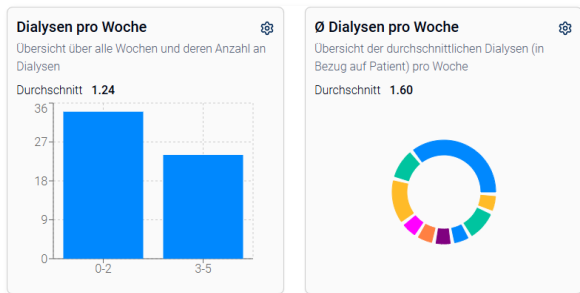 Dialysen pro Woche
Übersicht über alle Wochen und deren Anzahl an
Dialysen
Durchschnitt 1.24
36
27
18
9
0
0-2 3-5
Ø Dialysen pro Woche
Übersicht der durchschnittlichen Dialysen (in
Bezug auf Patient) pro Woche
Durchschnitt 1.60